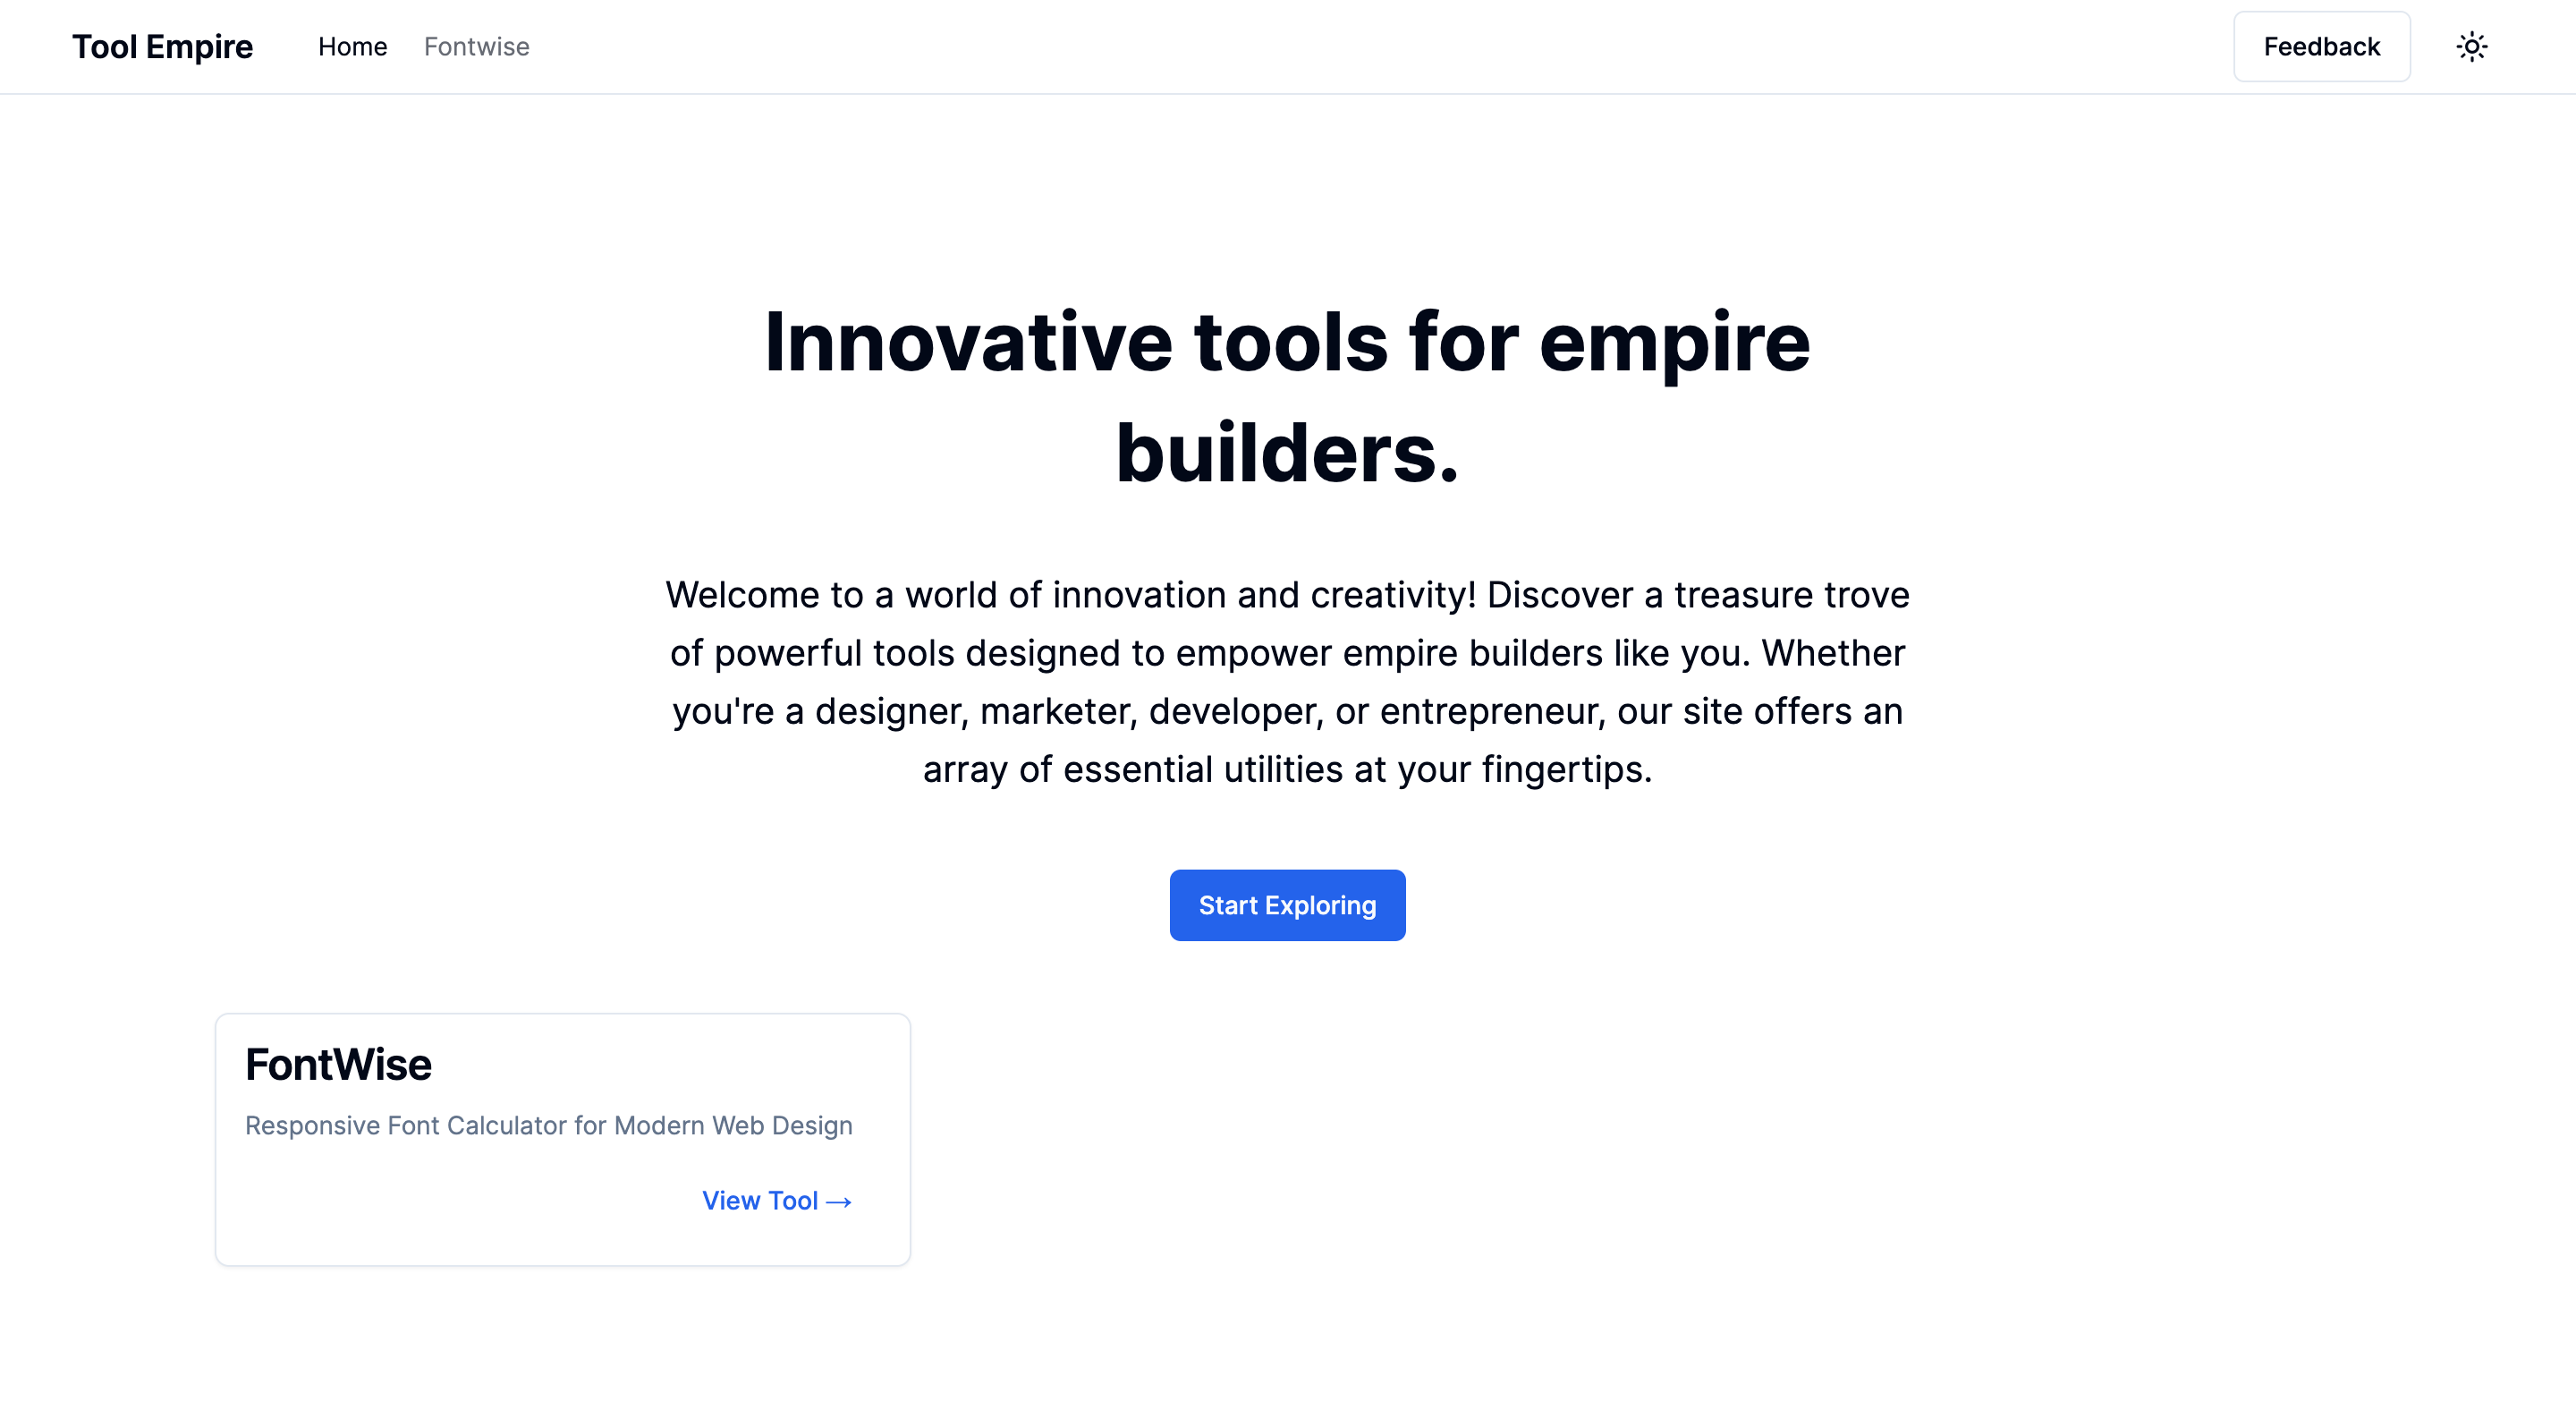 Tool Empire
Home
Fontwise
Feedback
Innovative tools for empire
builders.
Welcome to a world of innovation and creativity! Discover a treasure trove
of powerful tools designed to empower empire builders like you. Whether
you're a designer, marketer, developer, or entrepreneur, our site offers an
array of essential utilities at your fingertips.
Start Exploring
FontWise
Responsive Font Calculator for Modern Web Design
View Tool →